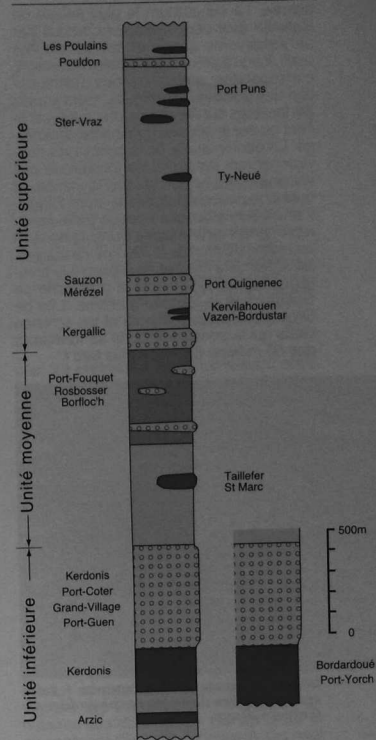 Les Poulains
Pouldon
Port Puns
Ster-Vraz
Ty-Neué
Unité supérieure
Sauzon
Mérézel
Port Quignenec
Kervilahouen
Vazen-Bordustar
Kergallic
Port-Fouquet
Rosbosser
Borfloc'h
Unité moyenne
Taillefer
St Marc
500m
0
Kerdonis
Port-Coter
Grand-Village
Port-Guen
Unité inférieure
Kerdonis
Bordardoué
Port-Yorch
Arzic